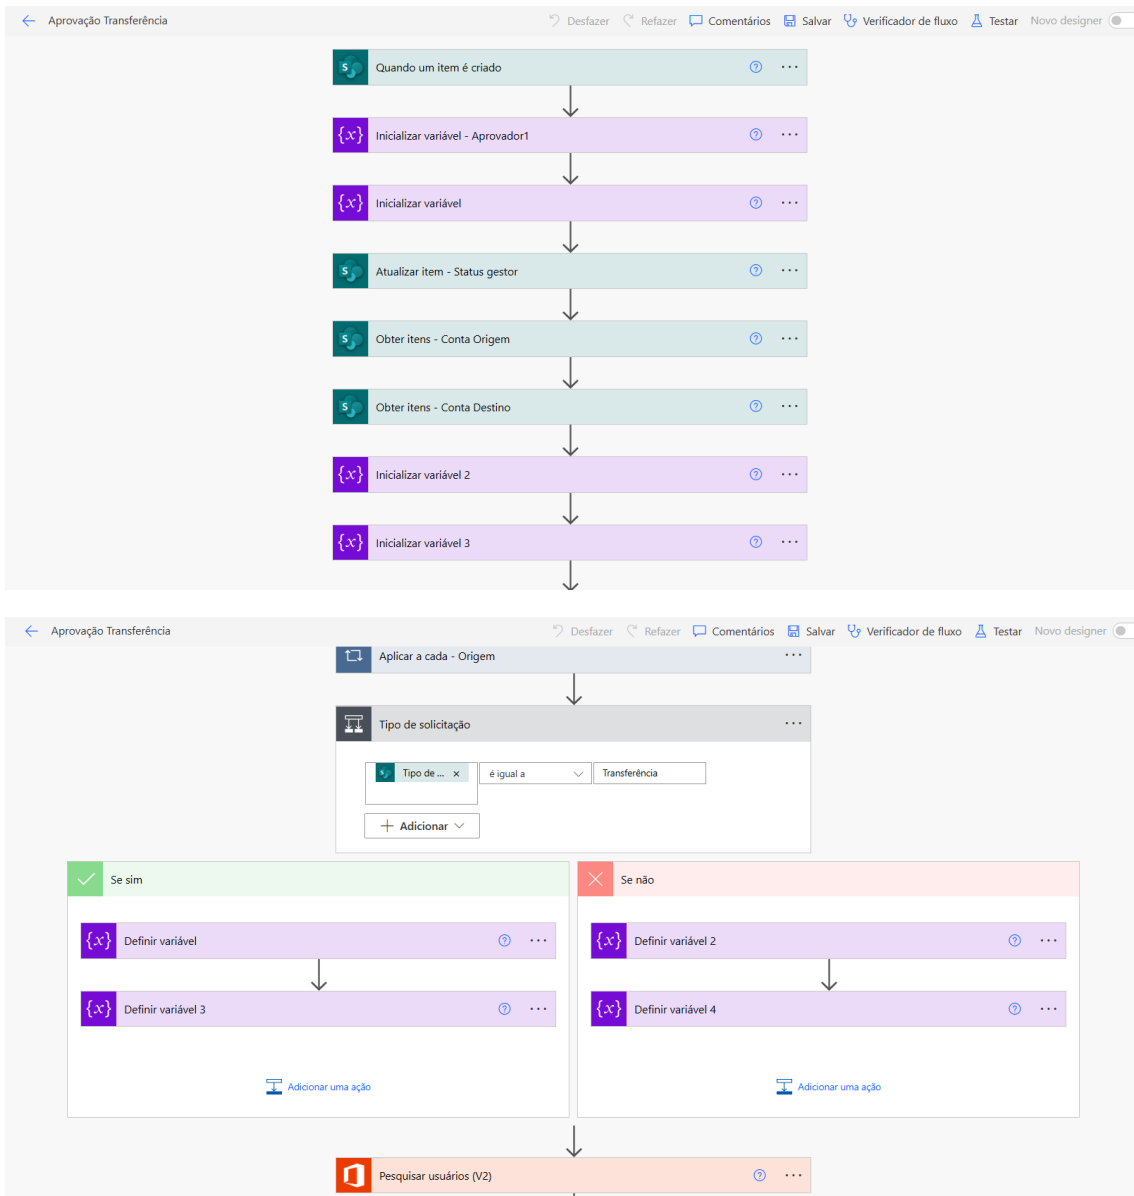 Aprovação Transferência
Desfazer Refazer Comentários Salvar Verificador de fluxo Testar Novo designer
Quando um item é criado
{x} Inicializar variável - Aprovador1
{x} Inicializar variável
Atualizar item - Status gestor
Obter itens - Conta Origem
Obter itens - Conta Destino
{x} Inicializar variável 2
{x} Inicializar variável 3
Aprovação Transferência
Desfazer Refazer Comentários Salvar Verificador de fluxo Testar Novo designer
Aplicar a cada - Origem
Tipo de solicitação
Tipo de ... x é igual a Transferência
+ Adicionar
Se sim
{x} Definir variável
{x} Definir variável 3
Adicionar uma ação
Se não
{x} Definir variável 2
{x} Definir variável 4
Adicionar uma ação
Pesquisar usuários (V2)